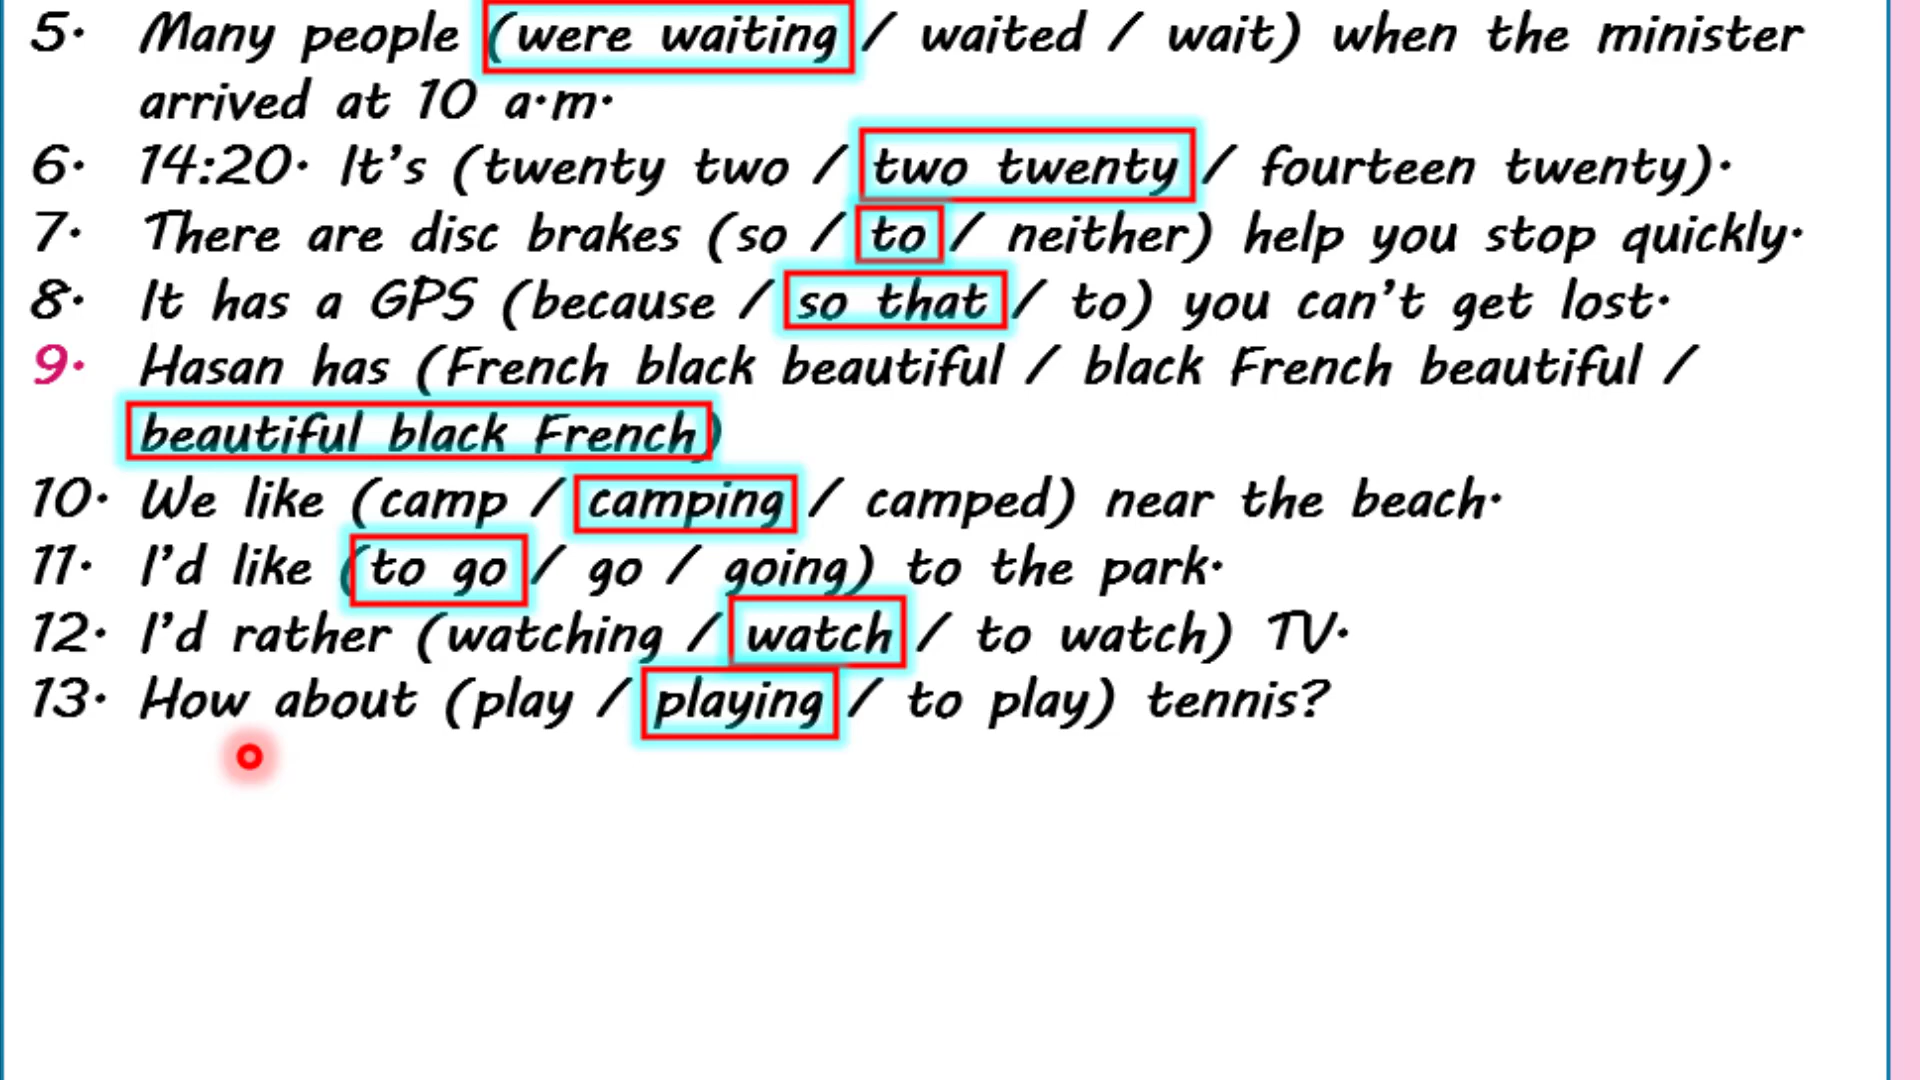 5. Many people (were waiting / waited / wait) when the minister
arrived at 10 a.m.
6. 14:20. It's (twenty two / two twenty / fourteen twenty).
7. There are disc brakes (so / to / neither) help you stop quickly.
8. It has a GPS (because / so that / to) you can't get lost.
9. Hasan has (French black beautiful / black French beautiful /
beautiful black French)
10. We like (camp / camping / camped) near the beach.
11. I'd like (to go / go / going) to the park.
12. I'd rather (watching / watch / to watch) TV.
13. How about (play / playing / to play) tennis?